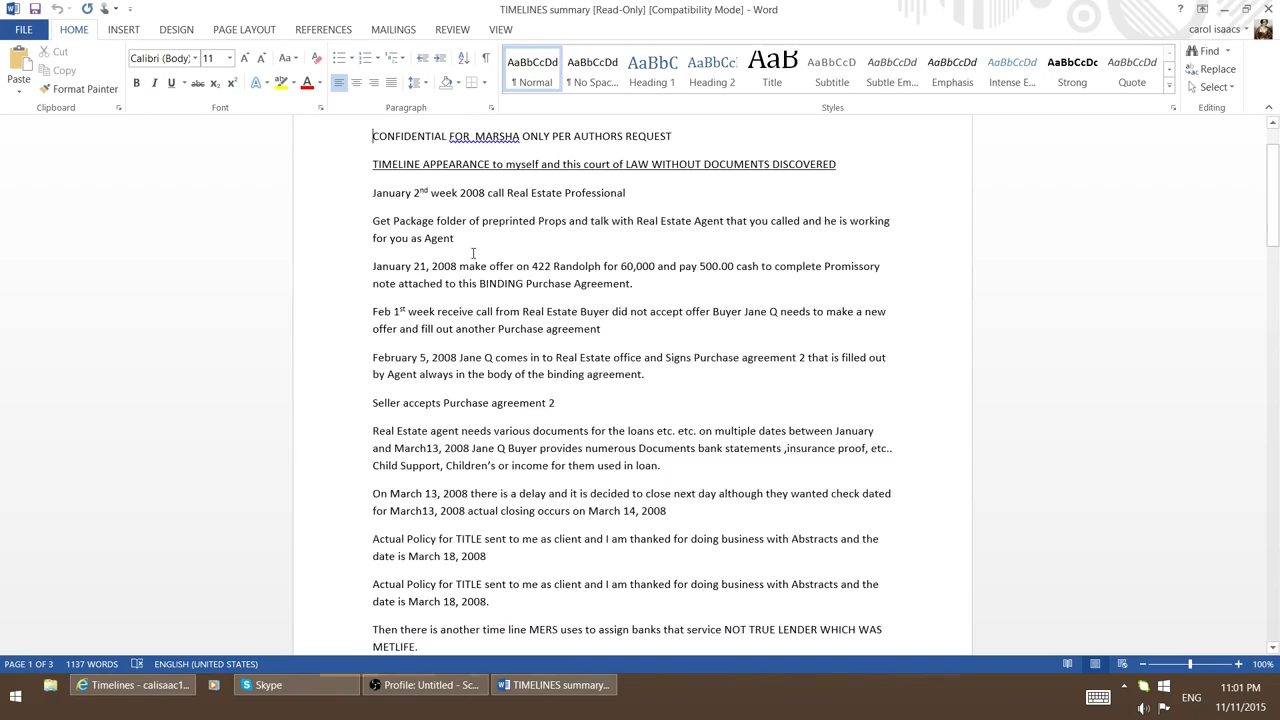 TIMELINES summary [Read-Only] [Compatibility Mode] - Word
FILE HOME INSERT DESIGN PAGE LAYOUT REFERENCES MAILINGS REVIEW VIEW carol isaacs
Cut
Copy
Format Painter
Paste
Calibri (Body) 11
AaBbCcDd AaBbCcDd AaBbC AaBbCc AaB AaBbCcD AaBbCcDd AaBbCcDd AaBbCcDd AaBbCcDc AaBbCcDd
¶ Normal ¶ No Spac... Heading 1 Heading 2 Title Subtitle Subtle Em... Emphasis Intense E... Strong Quote
Find
Replace
Select
Clipboard Font Paragraph Styles Editing
CONFIDENTIAL FOR MARSHA ONLY PER AUTHORS REQUEST
TIMELINE APPEARANCE to myself and this court of LAW WITHOUT DOCUMENTS DISCOVERED
January 2nd week 2008 call Real Estate Professional
Get Package folder of preprinted Props and talk with Real Estate Agent that you called and he is working
for you as Agent
January 21, 2008 make offer on 422 Randolph for 60,000 and pay 500.00 cash to complete Promissory
note attached to this BINDING Purchase Agreement.
Feb 1st week receive call from Real Estate Buyer did not accept offer Buyer Jane Q needs to make a new
offer and fill out another Purchase agreement
February 5, 2008 Jane Q comes in to Real Estate office and Signs Purchase agreement 2 that is filled out
by Agent always in the body of the binding agreement.
Seller accepts Purchase agreement 2
Real Estate agent needs various documents for the loans etc. etc. on multiple dates between January
and March13, 2008 Jane Q Buyer provides numerous Documents bank statements ,insurance proof, etc..
Child Support, Children's or income for them used in loan.
On March 13, 2008 there is a delay and it is decided to close next day although they wanted check dated
for March13, 2008 actual closing occurs on March 14, 2008
Actual Policy for TITLE sent to me as client and I am thanked for doing business with Abstracts and the
date is March 18, 2008
Actual Policy for TITLE sent to me as client and I am thanked for doing business with Abstracts and the
date is March 18, 2008.
Then there is another time line MERS uses to assign banks that service NOT TRUE LENDER WHICH WAS
METLIFE.
PAGE 1 OF 3 1137 WORDS ENGLISH (UNITED STATES) 100%
Timelines - calisaac1... Skype Profile: Untitled - Sc... TIMELINES summary... ENG
11:01 PM
11/11/2015